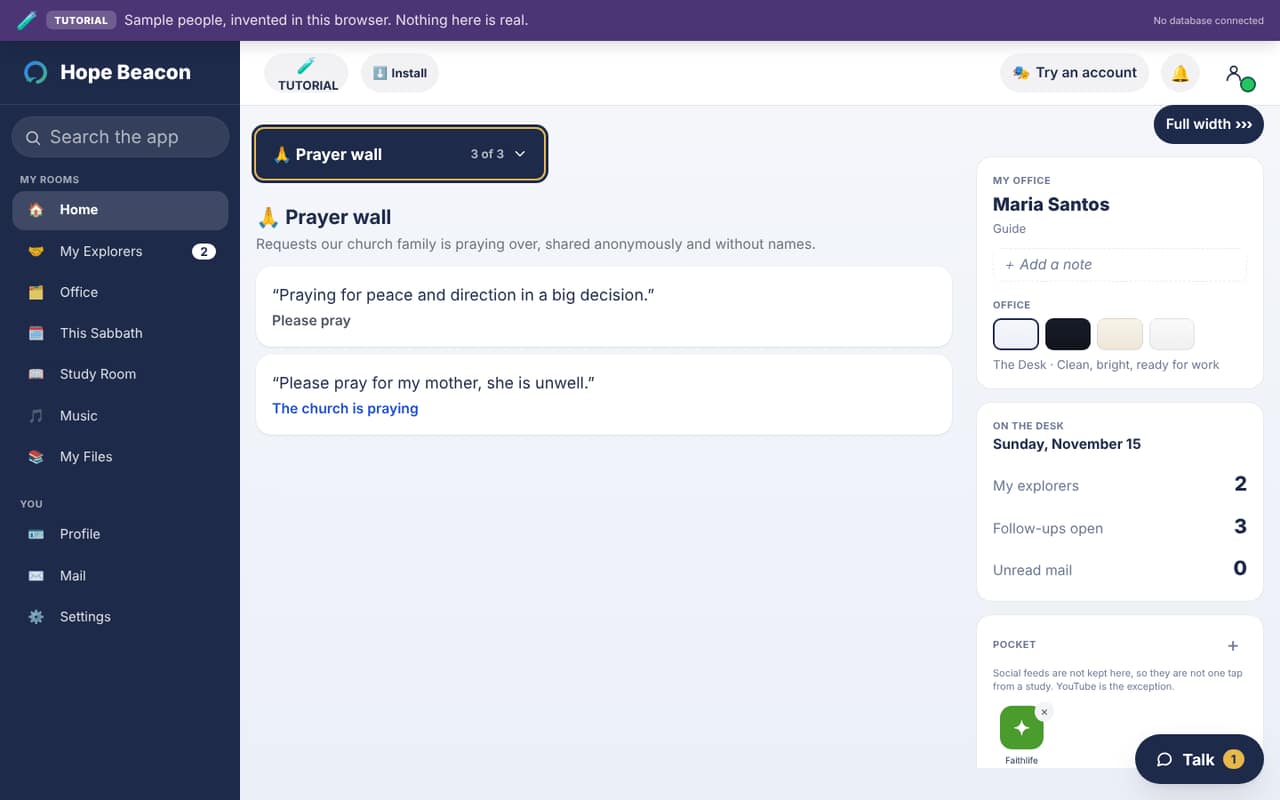 TUTORIAL Sample people, invented in this browser. Nothing here is real.
No database connected
Hope Beacon
TUTORIAL
Install
Try an account
Search the app
MY ROOMS
Home
My Explorers 2
Office
This Sabbath
Study Room
Music
My Files
YOU
Profile
Mail
Settings
Prayer wall 3 of 3
Prayer wall
Requests our church family is praying over, shared anonymously and without names.
“Praying for peace and direction in a big decision.”
Please pray
“Please pray for my mother, she is unwell.”
The church is praying
Full width ›››
MY OFFICE
Maria Santos
Guide
+ Add a note
OFFICE
The Desk · Clean, bright, ready for work
ON THE DESK
Sunday, November 15
My explorers 2
Follow-ups open 3
Unread mail 0
POCKET +
Social feeds are not kept here, so they are not one tap
from a study. YouTube is the exception.
×
Faithlife
Talk 1